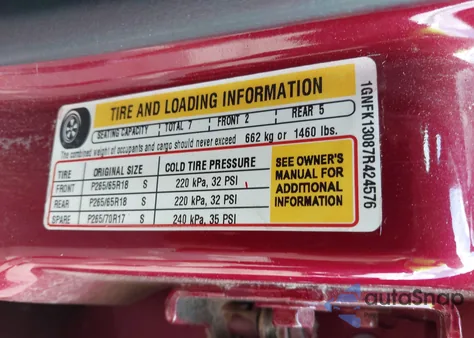 TIRE AND LOADING INFORMATION
SEATING CAPACITY TOTAL 7 FRONT 2 REAR 5
The combined weight of occupants and cargo should never exceed 662 kg or 1460 lbs.
TIRE ORIGINAL SIZE COLD TIRE PRESSURE
FRONT P265/65R18 S 220 kPa, 32 PSI
REAR P265/65R18 S 220 kPa, 32 PSI
SPARE P265/70R17 S 240 kPa, 35 PSI
SEE OWNER'S
MANUAL FOR
ADDITIONAL
INFORMATION
1GNFK13087R424576
autoSnap